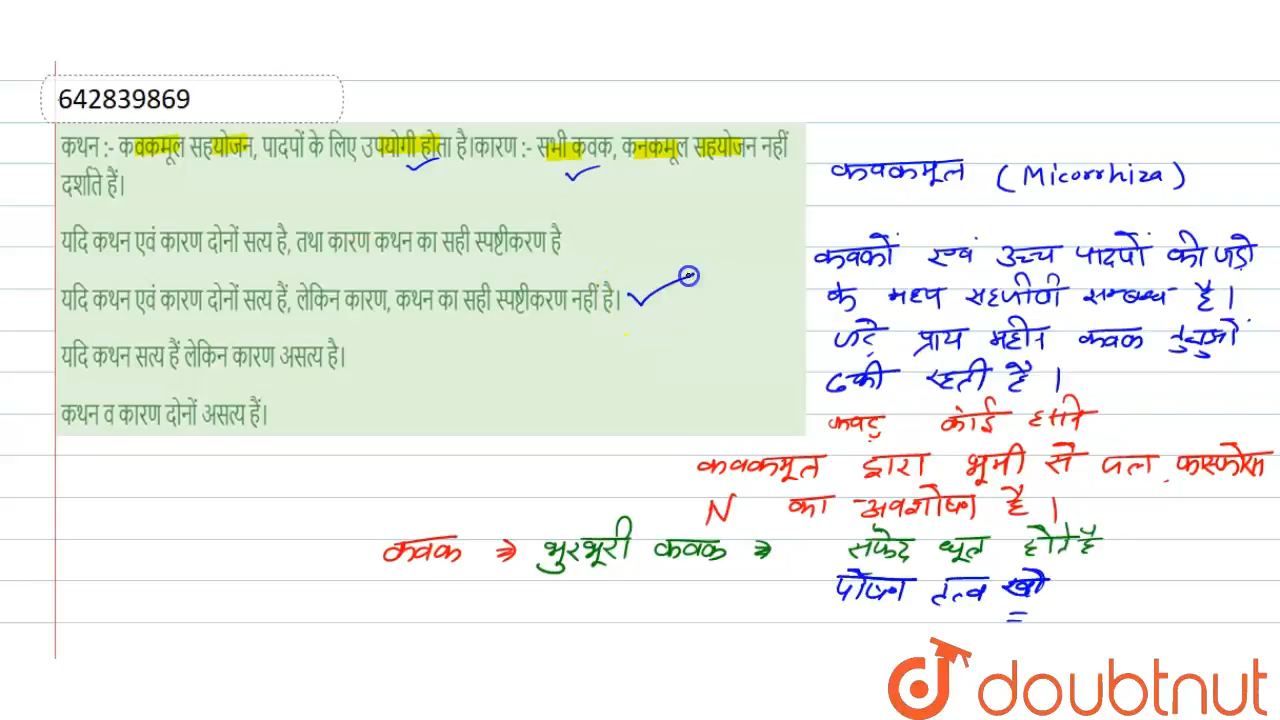 642839869
कथन :- कवकमूल सहयोजन, पादपों के लिए उपयोगी होता है।कारण :- सभी कवक, कनकमूल सहयोजन नहीं
दर्शाते हैं।
यदि कथन एवं कारण दोनों सत्य है, तथा कारण कथन का सही स्पष्टीकरण है
यदि कथन एवं कारण दोनों सत्य हैं, लेकिन कारण, कथन का सही स्पष्टीकरण नहीं है।
यदि कथन सत्य हैं लेकिन कारण असत्य है।
कथन व कारण दोनों असत्य हैं।
कवकमूल (Micorrhiza)
कवकों एवं उच्च पादपों की जड़ो
के मध्य सहजीवी सम्बन्ध है।
जड़े प्राय महीन कवक तुन्तुओं
ढकी रहती है।
कोई हानि
कवकमूल द्वारा भूमी से जल फास्फोरस
N का अवशोषण है।
कवक ⇒ भुरभूरी कवक ⇒ सफेद धूल होते है
पोषण तत्व खो
doubtnut